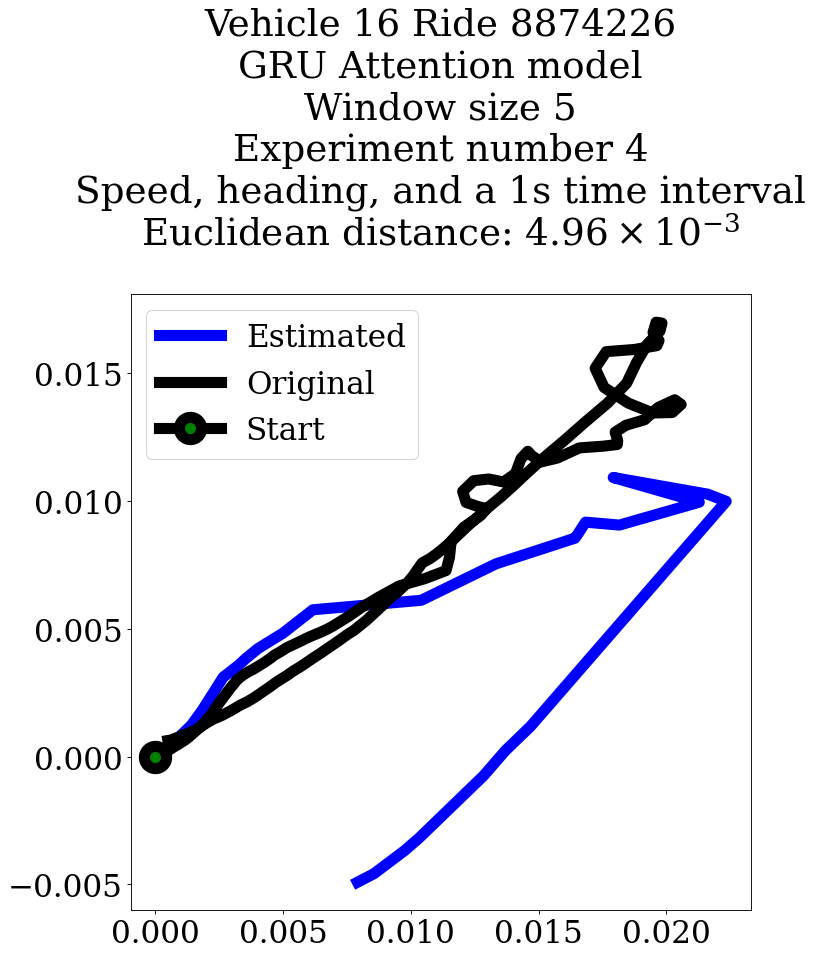 Vehicle 16 Ride 8874226
GRU Attention model
Window size 5
Experiment number 4
Speed, heading, and a 1s time interval
Euclidean distance: 4.96 × 10⁻³
Estimated
Original
Start
0.015
0.010
0.005
0.000
−0.005
0.000 0.005 0.010 0.015 0.020